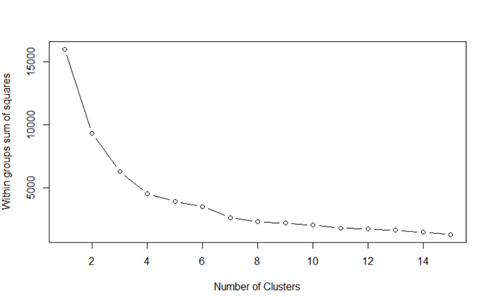 Within groups sum of squares
15000
10000
5000
2 4 6 8 10 12 14
Number of Clusters